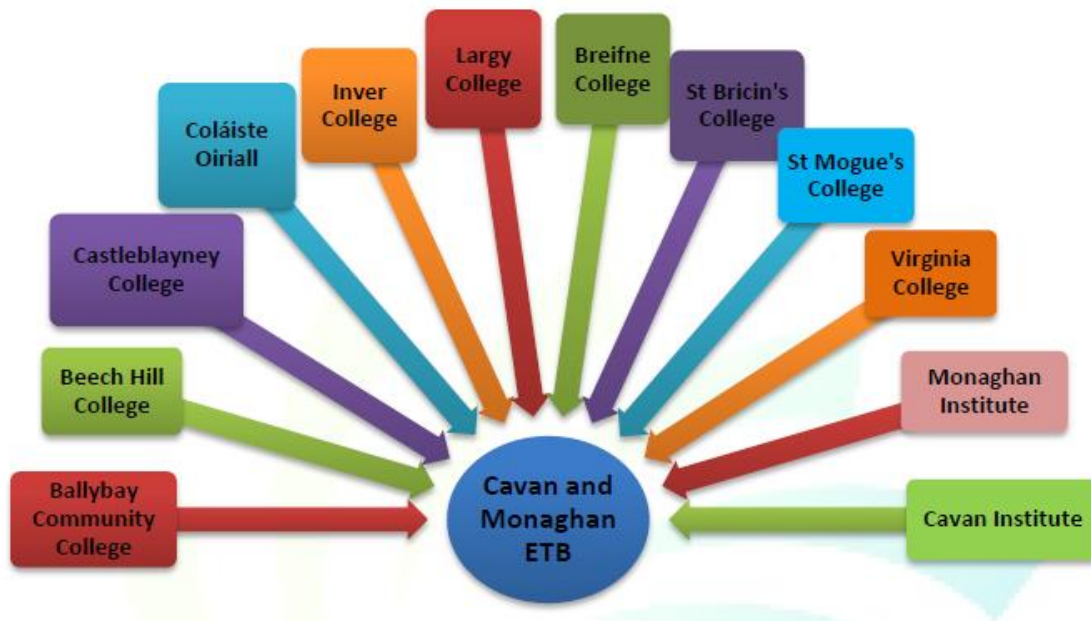 Ballybay
Community
College
Beech Hill
College
Castleblayney
College
Coláiste
Oiriall
Inver
College
Largy
College
Breifne
College
St Bricin's
College
St Mogue's
College
Virginia
College
Monaghan
Institute
Cavan Institute
Cavan and
Monaghan
ETB